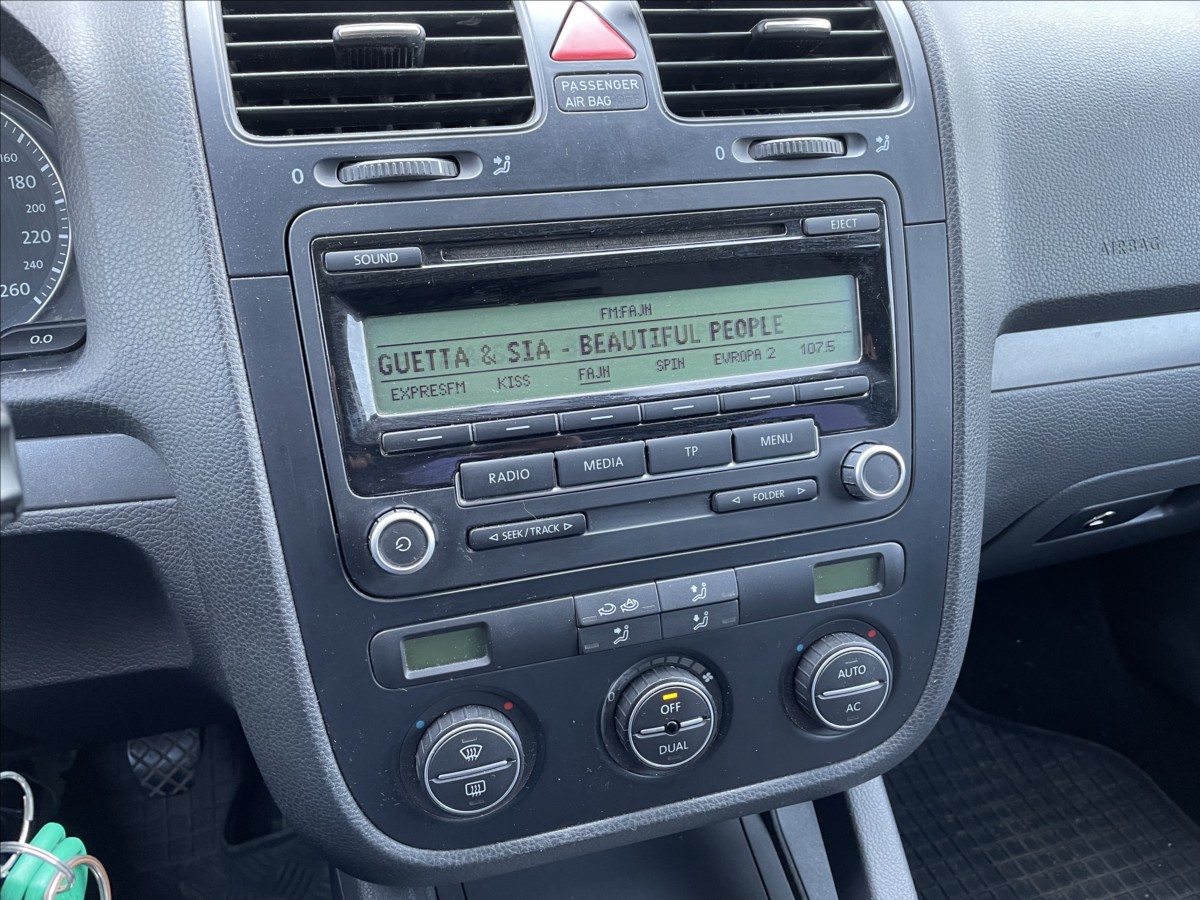 PASSENGER
AIR BAG OFF
0
0
160
180
200
220
240
260
0.0
AIRBAG
SOUND
EJECT
FM:FAJN
GUETTA & SIA - BEAUTIFUL PEOPLE
EXPRESFM KISS FAJN SPIN EVROPA 2 107.5
RADIO MEDIA TP MENU
SEEK / TRACK
FOLDER
0
OFF
DUAL
AUTO
AC